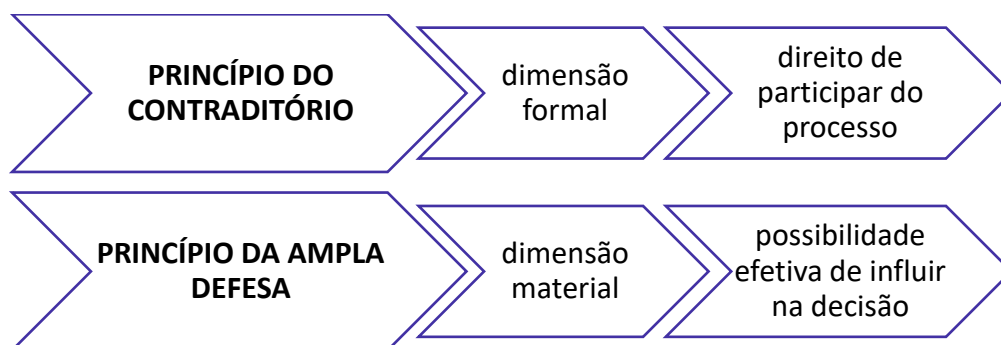 PRINCÍPIO DO
CONTRADITÓRIO
dimensão
formal
direito de
participar do
processo
PRINCÍPIO DA AMPLA
DEFESA
dimensão
material
possibilidade
efetiva de influir
na decisão